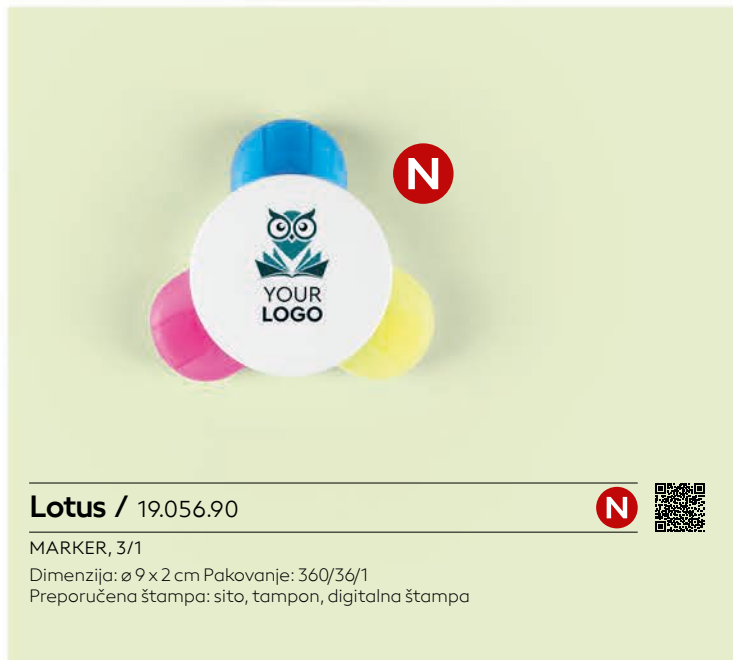 N
YOUR
LOGO
Lotus / 19.056.90
N
MARKER, 3/1
Dimenzija: ø 9 x 2 cm Pakovanje: 360/36/1
Preporučena štampa: sito, tampon, digitalna štampa